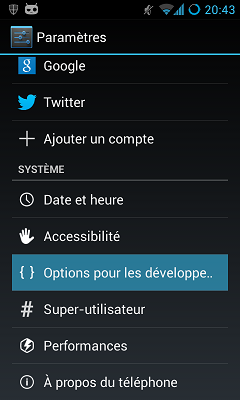 20:43
Paramètres
Google
Twitter
Ajouter un compte
SYSTÈME
Date et heure
Accessibilité
{ } Options pour les développe..
# Super-utilisateur
Performances
À propos du téléphone